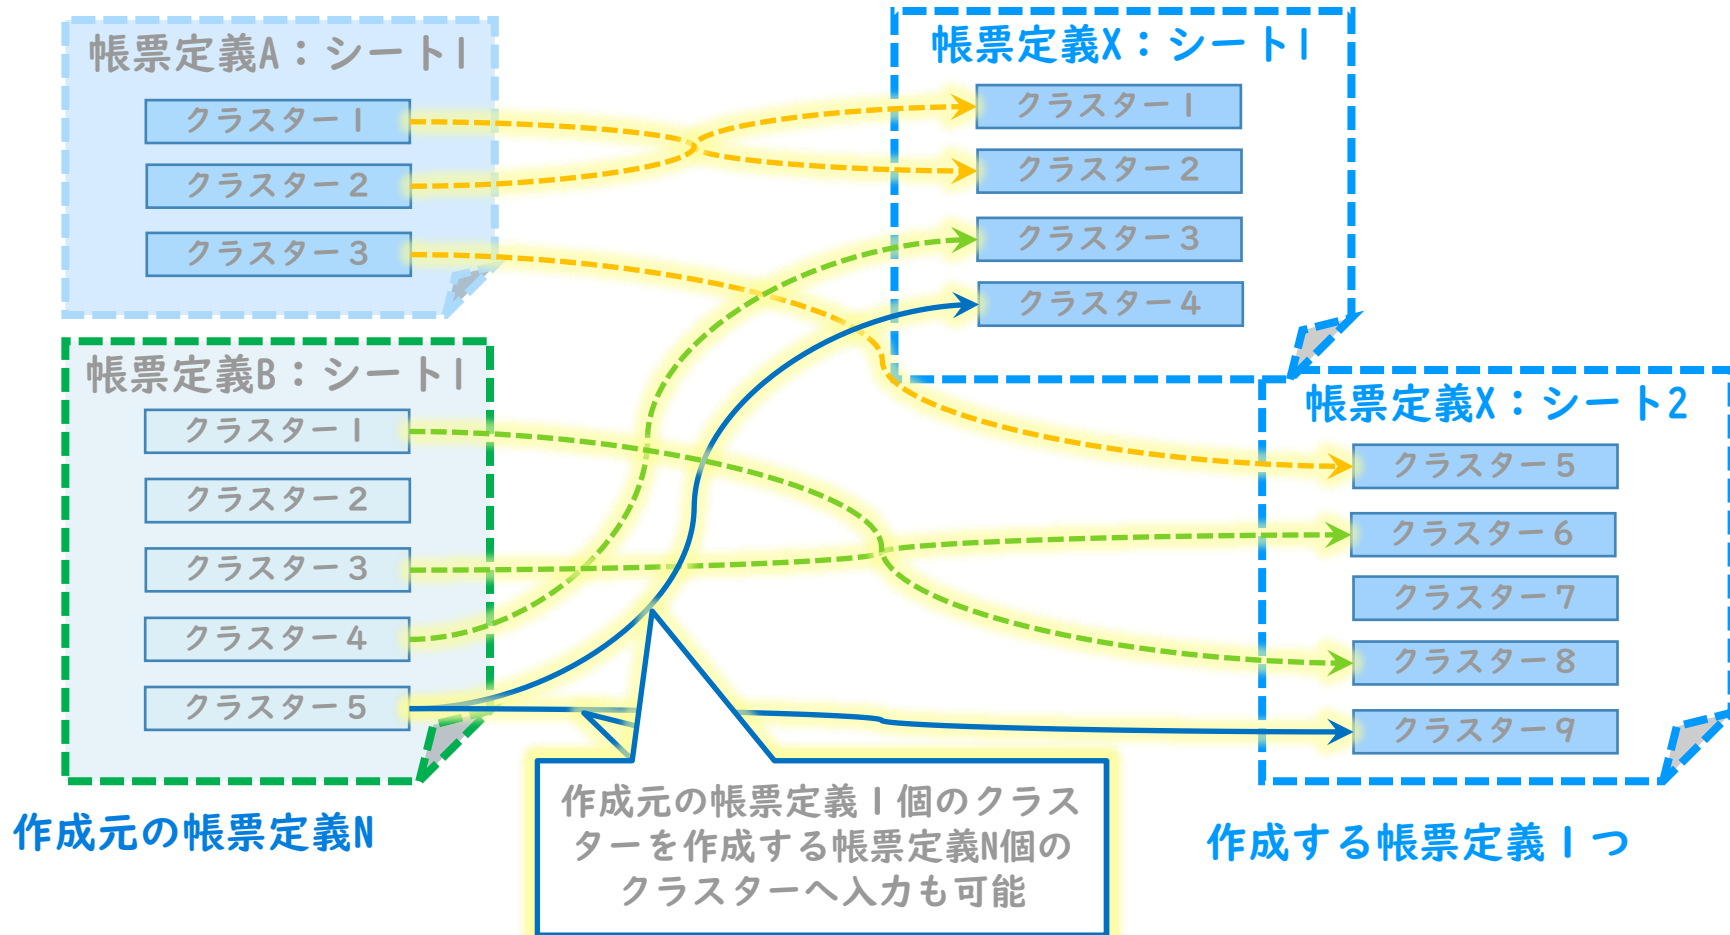 帳票定義A：シート1
クラスター1
クラスター2
クラスター3
帳票定義B：シート1
クラスター1
クラスター2
クラスター3
クラスター4
クラスター5
作成元の帳票定義N
帳票定義X：シート1
クラスター1
クラスター2
クラスター3
クラスター4
帳票定義X：シート2
クラスター5
クラスター6
クラスター7
クラスター8
クラスター9
作成する帳票定義1つ
作成元の帳票定義1個のクラス
ターを作成する帳票定義N個の
クラスターへ入力も可能